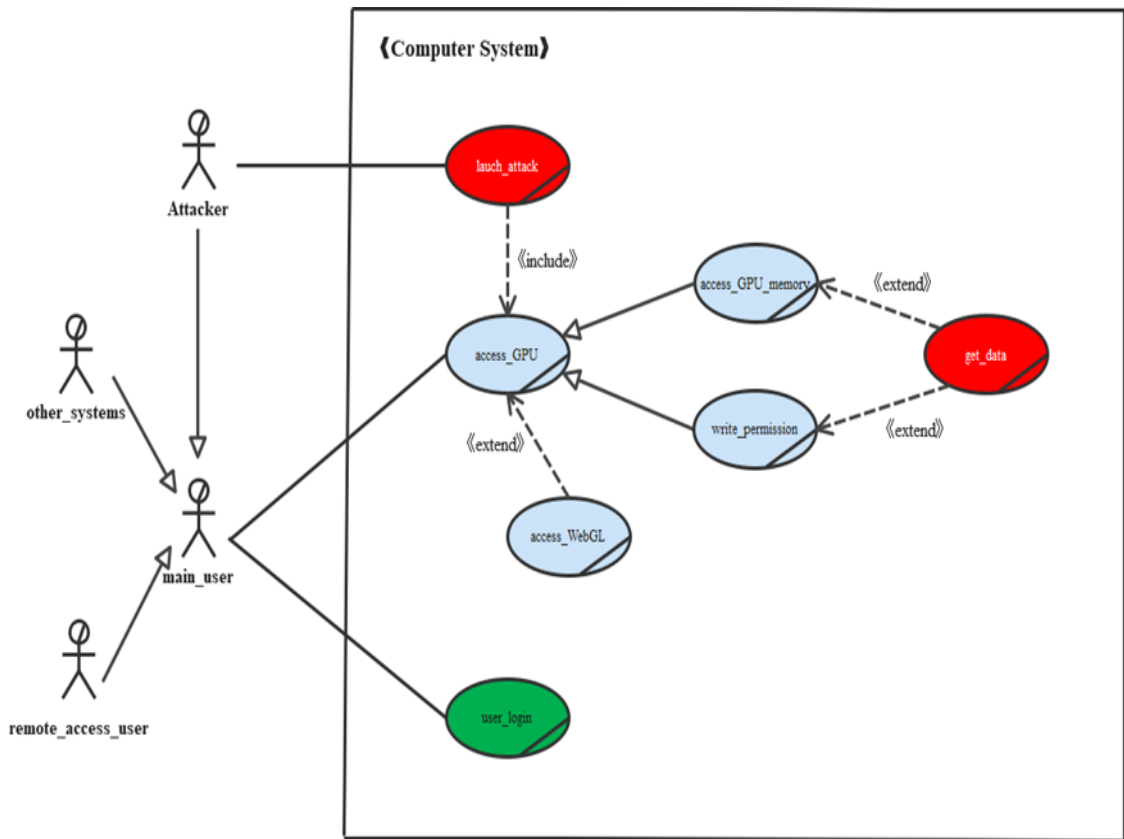 《Computer System》
lauch_attack
Attacker
《include》
access_GPU_memory
《extend》
other_systems
access_GPU
get_data
write_permission
《extend》
《extend》
access_WebGL
main_user
user_login
remote_access_user